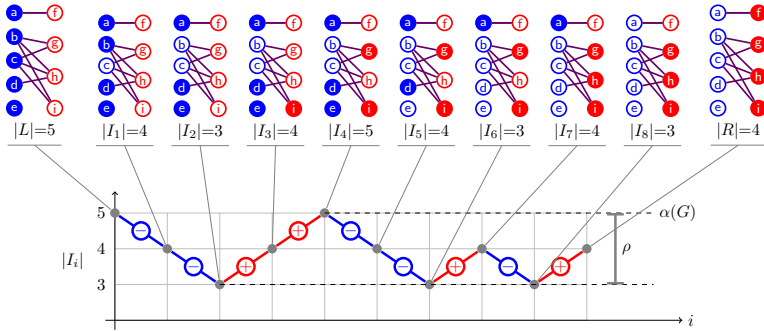 a f a f a f a f a f a f a f a f a f a f
b g b g b g b g b g b g b g b g b g b g
c h c h c h c h c h c h c h c h c h c h
d i d i d i d i d i d i d i d i d i d i
e e e e e e e e e e
|L|=5 |I₁|=4 |I₂|=3 |I₃|=4 |I₄|=5 |I₅|=4 |I₆|=3 |I₇|=4 |I₈|=3 |R|=4
5 α(G)
− + −
4
|Iᵢ| ρ
− + − + − +
3
i